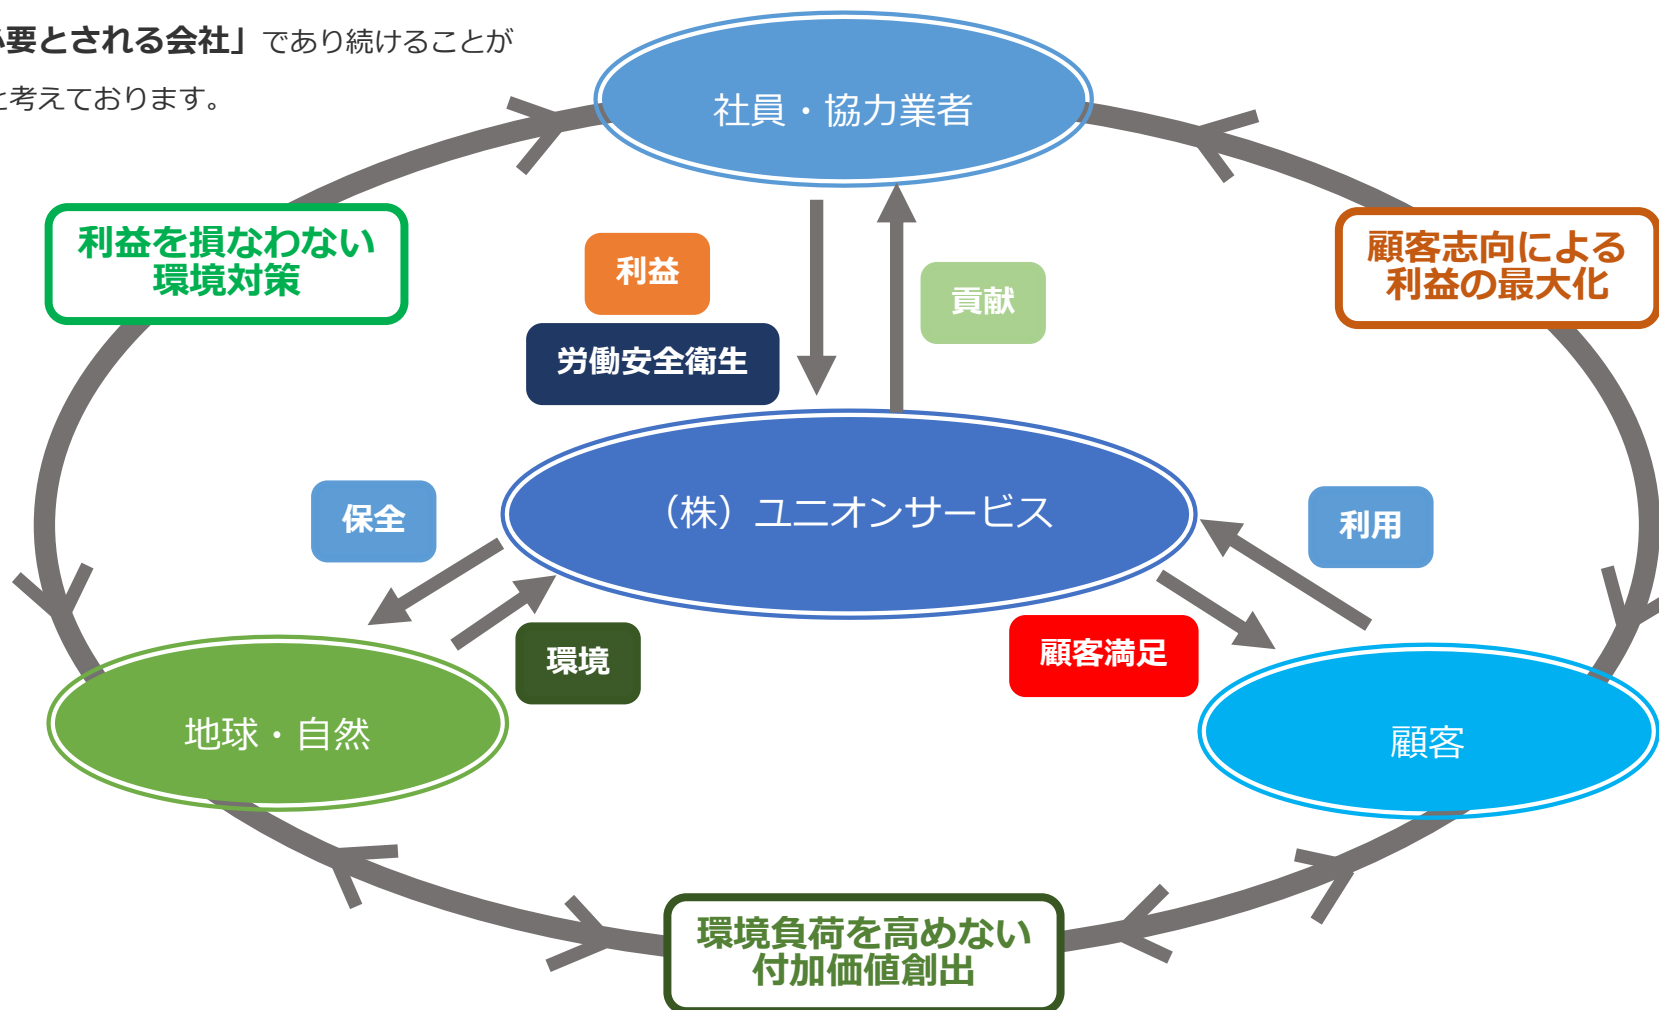 要とされる会社」であり続けることが
と考えております。
社員・協力業者
利益を損なわない
環境対策
顧客志向による
利益の最大化
利益
貢献
労働安全衛生
（株）ユニオンサービス
保全
利用
環境
顧客満足
地球・自然
顧客
環境負荷を高めない
付加価値創出